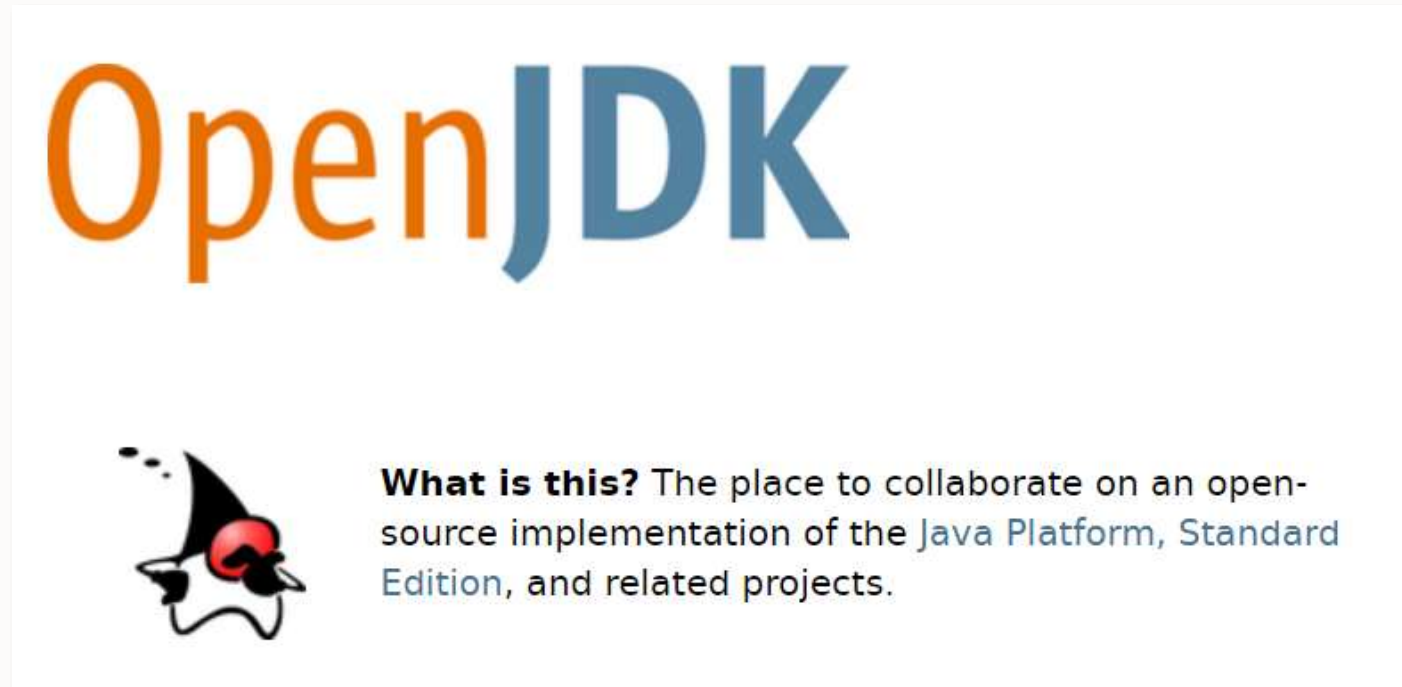 OpenJDK
What is this? The place to collaborate on an open-
source implementation of the Java Platform, Standard
Edition, and related projects.